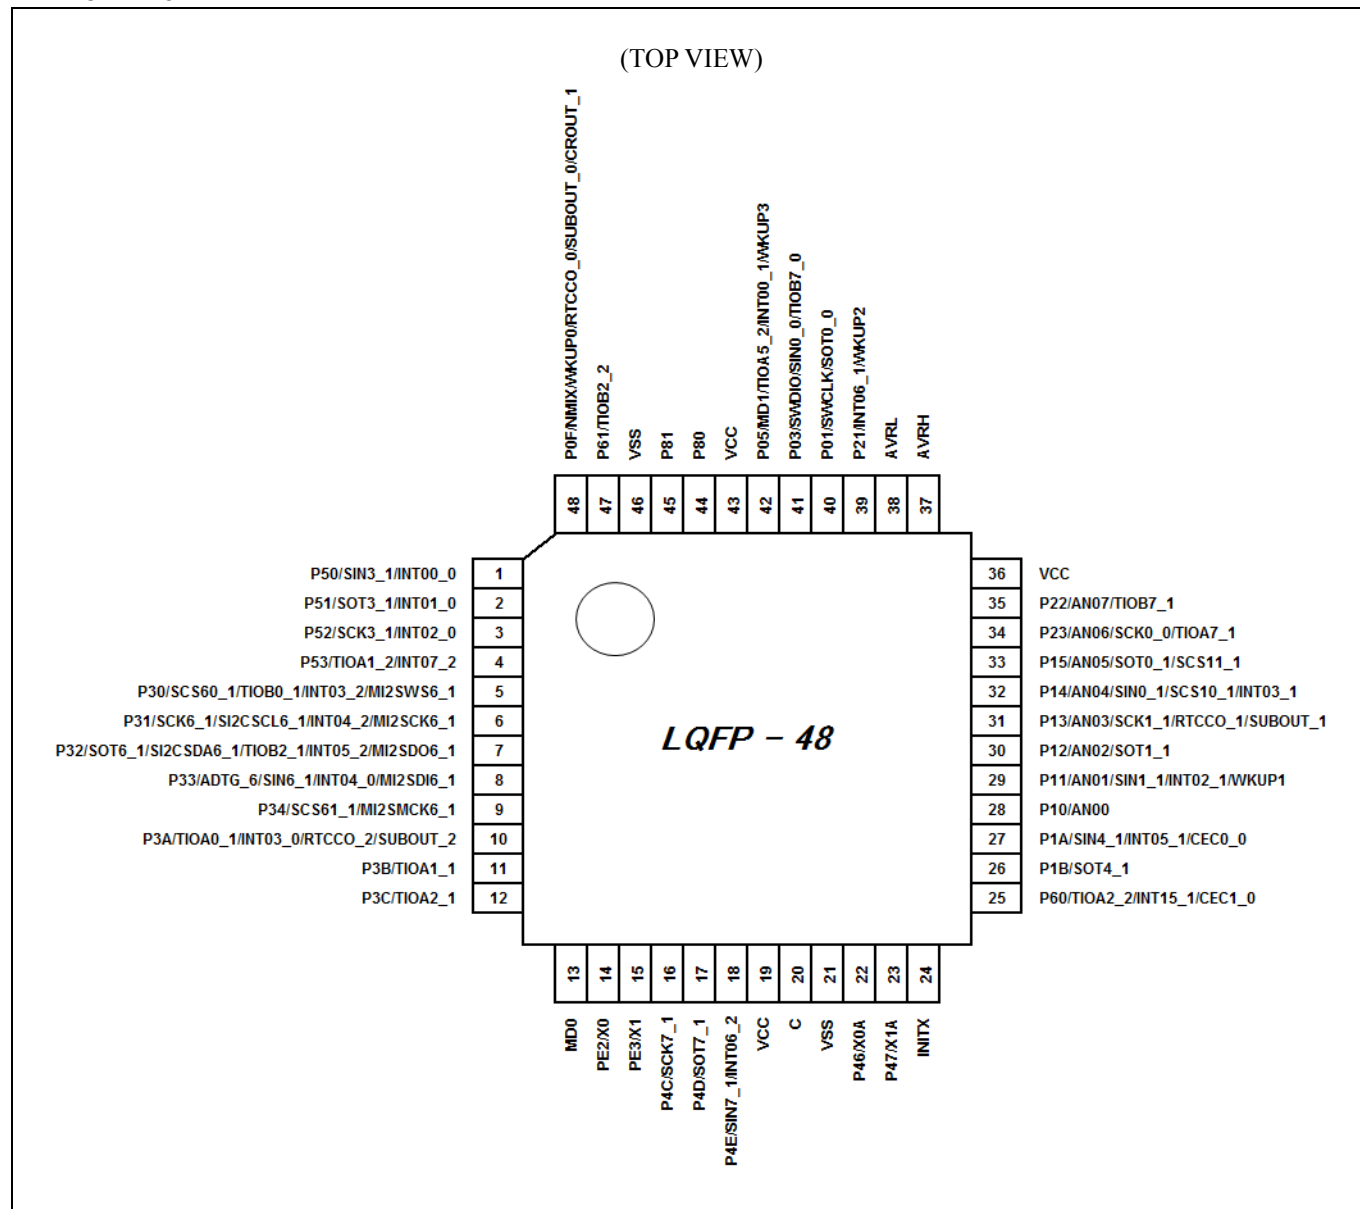 (TOP VIEW)
P0F/NMIX/WKUP0/RTCCO_0/SUBOUT_0/CROUT_1
P61/TIOB2_2
VSS
P81
P80
VCC
P05/MD1/TIOA5_2/INT00_1/WKUP3
P03/SWDIO/SIN0_0/TIOB7_0
P01/SWCLK/SOT0_0
P21/INT06_1/WKUP2
AVRL
AVRH
48 47 46 45 44 43 42 41 40 39 38 37
P50/SIN3_1/INT00_0 1
P51/SOT3_1/INT01_0 2
P52/SCK3_1/INT02_0 3
P53/TIOA1_2/INT07_2 4
P30/SCS60_1/TIOB0_1/INT03_2/MI2SWS6_1 5
P31/SCK6_1/SI2CSCL6_1/INT04_2/MI2SCK6_1 6
P32/SOT6_1/SI2CSDA6_1/TIOB2_1/INT05_2/MI2SDO6_1 7
P33/ADTG_6/SIN6_1/INT04_0/MI2SDI6_1 8
P34/SCS61_1/MI2SMCK6_1 9
P3A/TIOA0_1/INT03_0/RTCCO_2/SUBOUT_2 10
P3B/TIOA1_1 11
P3C/TIOA2_1 12
LQFP - 48
36 VCC
35 P22/AN07/TIOB7_1
34 P23/AN06/SCK0_0/TIOA7_1
33 P15/AN05/SOT0_1/SCS11_1
32 P14/AN04/SIN0_1/SCS10_1/INT03_1
31 P13/AN03/SCK1_1/RTCCO_1/SUBOUT_1
30 P12/AN02/SOT1_1
29 P11/AN01/SIN1_1/INT02_1/WKUP1
28 P10/AN00
27 P1A/SIN4_1/INT05_1/CEC0_0
26 P1B/SOT4_1
25 P60/TIOA2_2/INT15_1/CEC1_0
13 14 15 16 17 18 19 20 21 22 23 24
MD0
PE2/X0
PE3/X1
P4C/SCK7_1
P4D/SOT7_1
P4E/SIN7_1/INT06_2
VCC
C
VSS
P46/X0A
P47/X1A
INITX